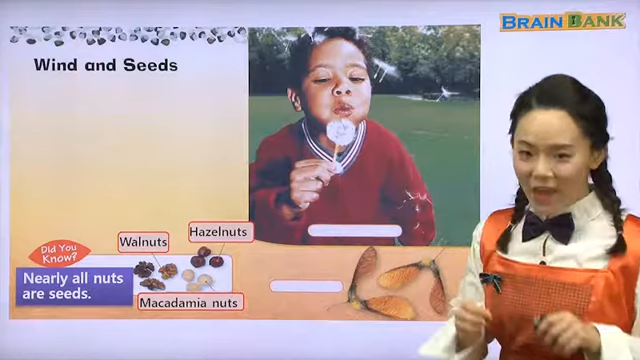 BRAIN BANK
Wind and Seeds
Did You
Know?
Nearly all nuts
are seeds.
Walnuts
Hazelnuts
Macadamia nuts